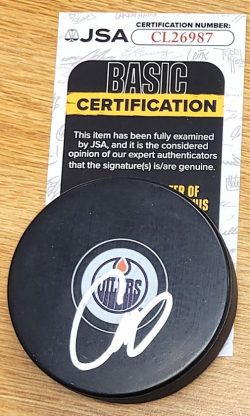 CERTIFICATION NUMBER:
JSA CL26987
BASIC
CERTIFICATION
This item has been fully examined
by JSA, and it is the considered
opinion of our expert authenticators
that the signature(s) is/are genuine.
OF
OILERS